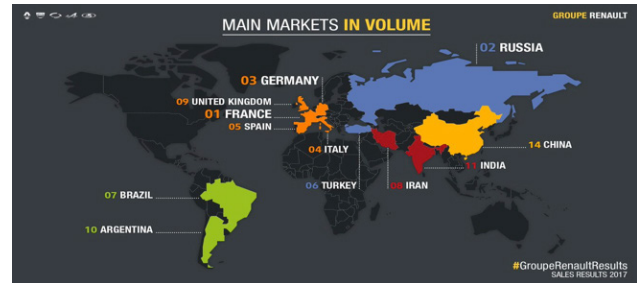 MAIN MARKETS IN VOLUME
GROUPE RENAULT
02 RUSSIA
03 GERMANY
09 UNITED KINGDOM
01 FRANCE
05 SPAIN
04 ITALY
14 CHINA
11 INDIA
06 TURKEY
08 IRAN
07 BRAZIL
10 ARGENTINA
#GroupeRenaultResults
SALES RESULTS 2017